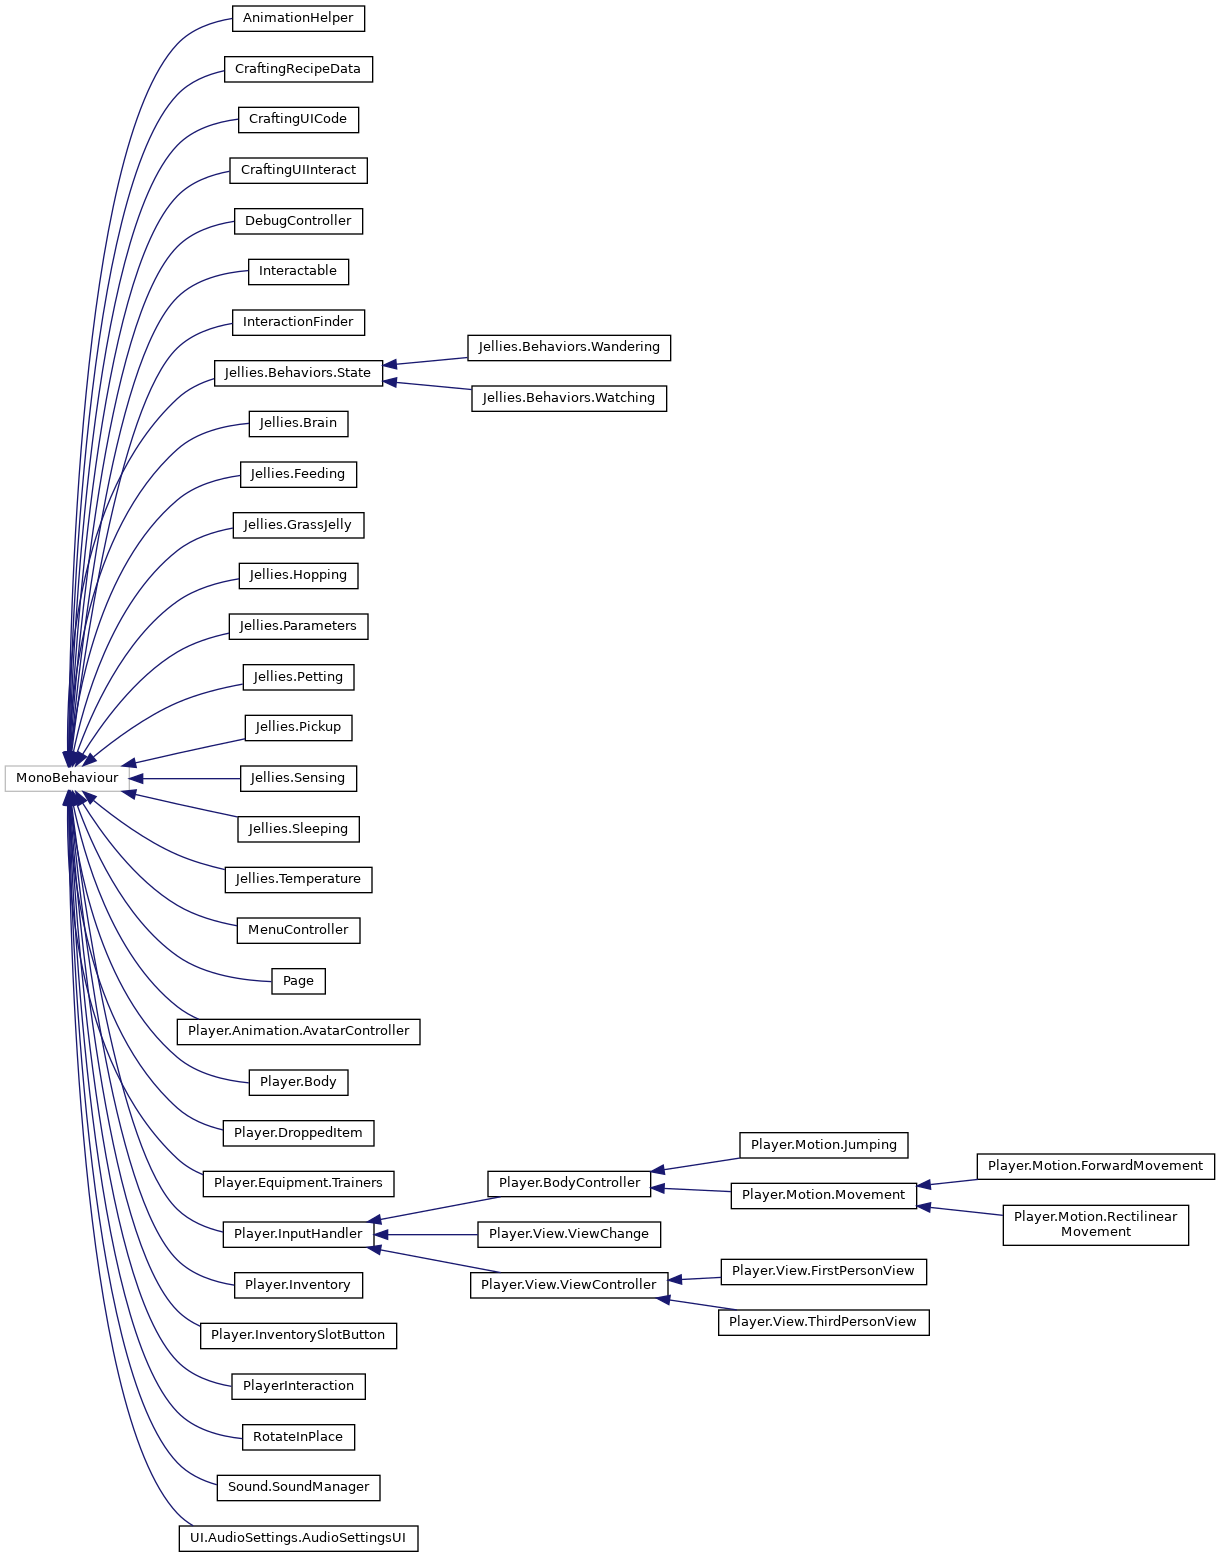 AnimationHelper
CraftingRecipeData
CraftingUICode
CraftingUIInteract
DebugController
Interactable
InteractionFinder
Jellies.Behaviors.Wandering
Jellies.Behaviors.State
Jellies.Behaviors.Watching
Jellies.Brain
Jellies.Feeding
Jellies.GrassJelly
Jellies.Hopping
Jellies.Parameters
Jellies.Petting
Jellies.Pickup
MonoBehaviour
Jellies.Sensing
Jellies.Sleeping
Jellies.Temperature
MenuController
Page
Player.Animation.AvatarController
Player.Body
Player.DroppedItem
Player.Motion.Jumping
Player.Motion.ForwardMovement
Player.Equipment.Trainers
Player.BodyController
Player.Motion.Movement
Player.Motion.Rectilinear
Movement
Player.InputHandler
Player.View.ViewChange
Player.View.FirstPersonView
Player.Inventory
Player.View.ViewController
Player.View.ThirdPersonView
Player.InventorySlotButton
PlayerInteraction
RotateInPlace
Sound.SoundManager
UI.AudioSettings.AudioSettingsUI